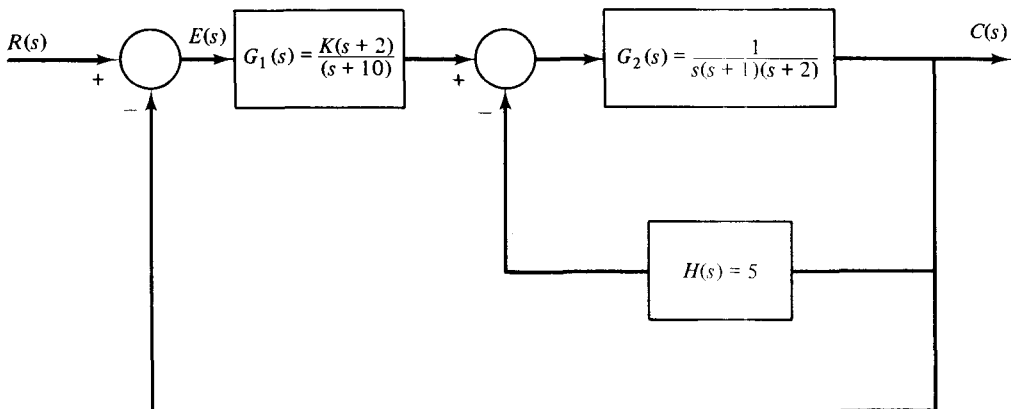 R(s)
+
−
E(s)
G₁(s) = K(s + 2) / (s + 10)
+
−
G₂(s) = 1 / s(s + 1)(s + 2)
C(s)
H(s) = 5